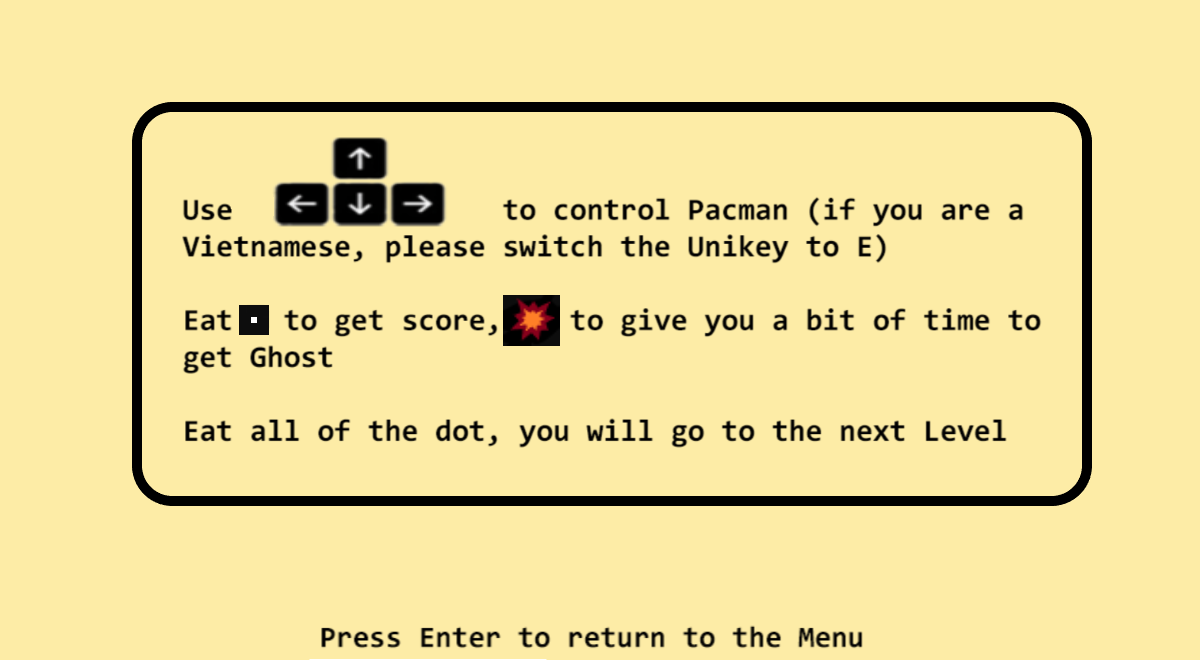 Use ↑ ← ↓ → to control Pacman (if you are a
Vietnamese, please switch the Unikey to E)
Eat to get score, to give you a bit of time to
get Ghost
Eat all of the dot, you will go to the next Level
Press Enter to return to the Menu